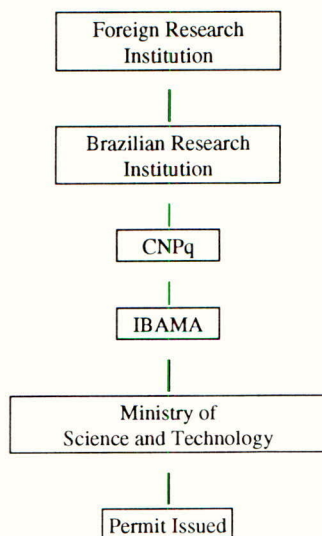 Foreign Research
Institution
Brazilian Research
Institution
CNPq
IBAMA
Ministry of
Science and Technology
Permit Issued